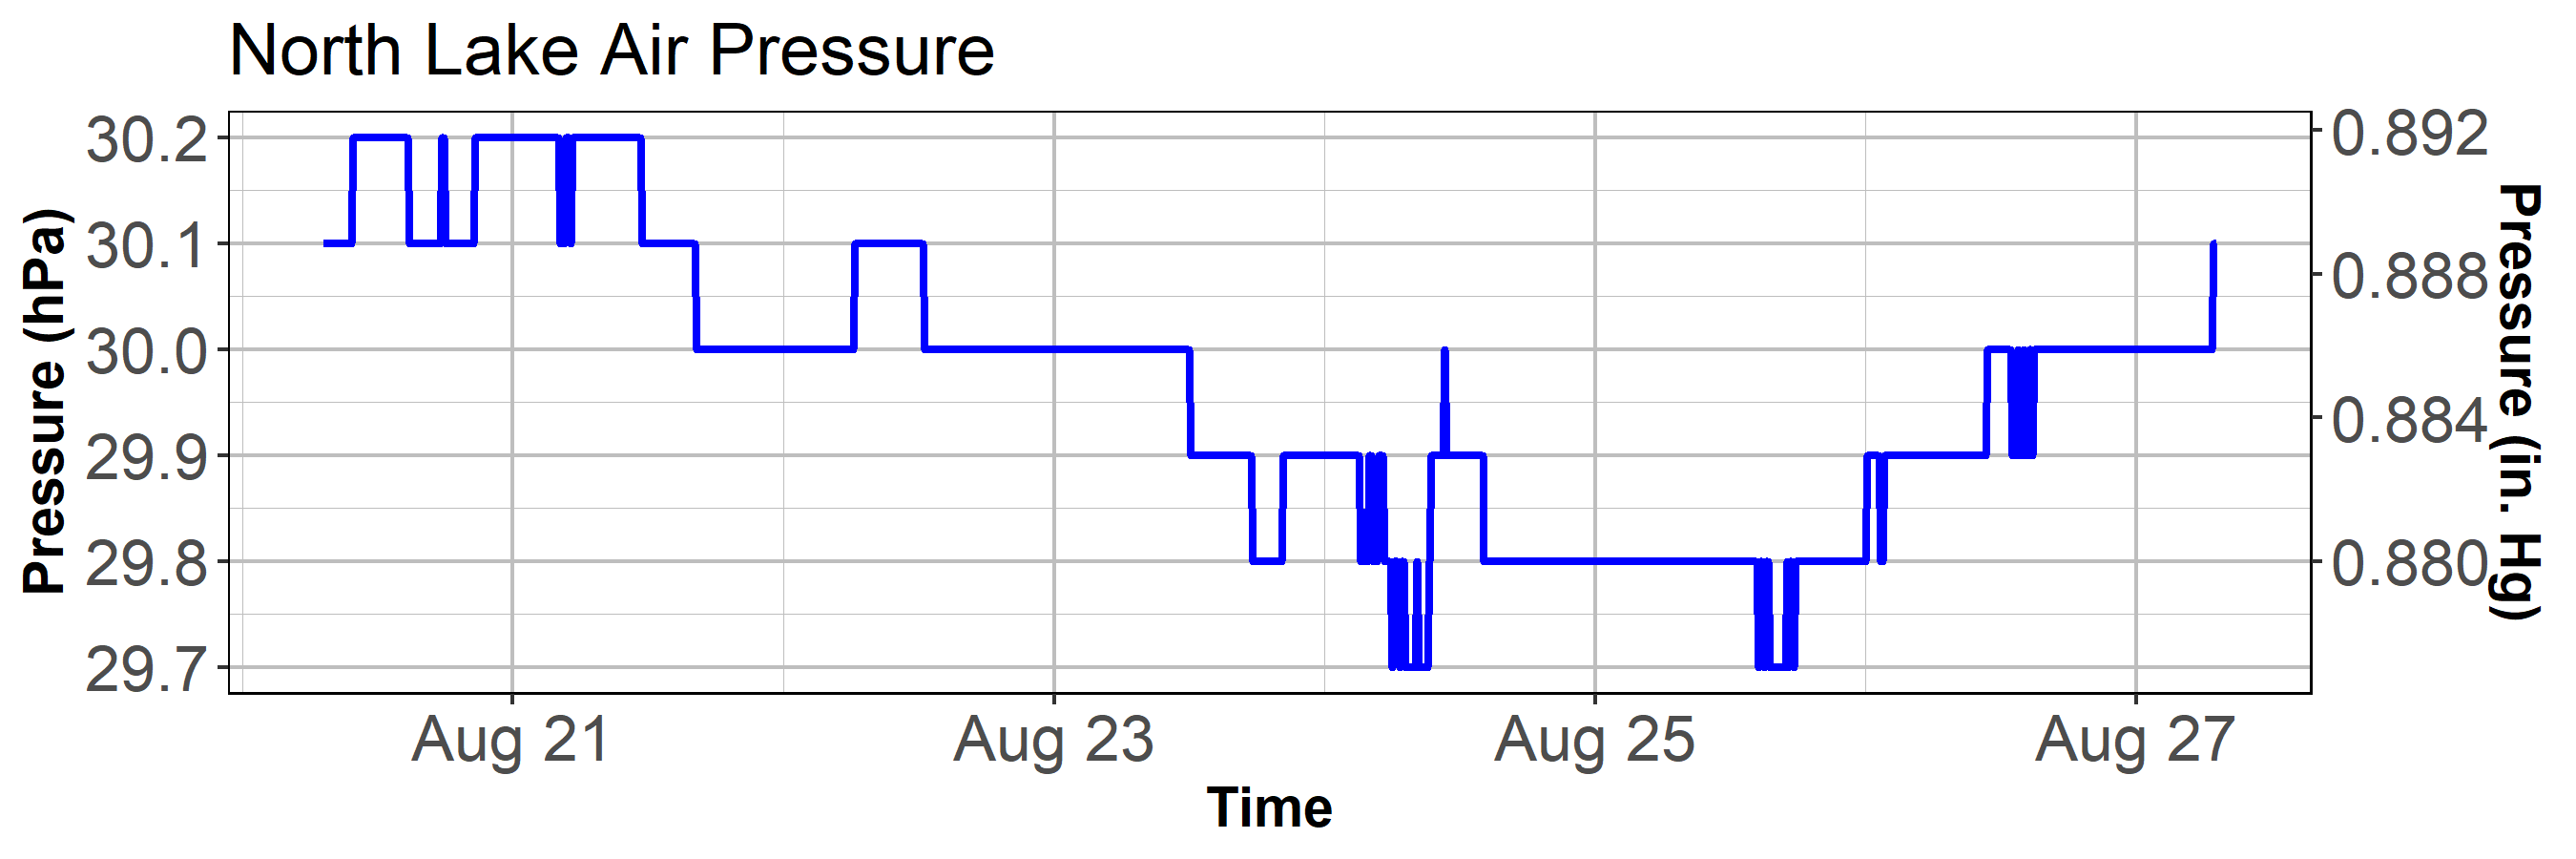 North Lake Air Pressure
Pressure (hPa)
30.2
30.1
30.0
29.9
29.8
29.7
0.892
0.888
0.884
0.880
Pressure (in. Hg)
Aug 21
Aug 23
Aug 25
Aug 27
Time